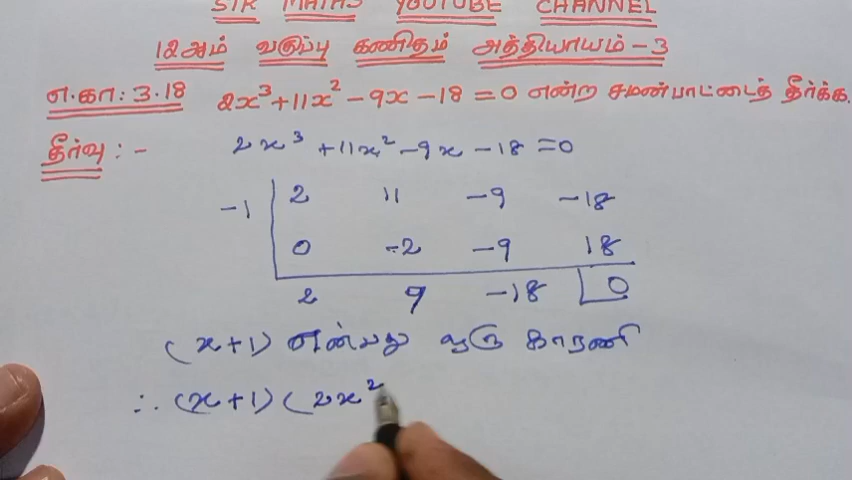 STR MATHS YOUTUBE CHANNEL
12ஆம் வகுப்பு கணிதம் அத்தியாயம் - 3
எ.கா : 3.18 2x³ + 11x² - 9x - 18 = 0 என்ற சமன்பாட்டைத் தீர்க்க.
தீர்வு : - 2x³ + 11x² - 9x - 18 = 0
-1 2 11 -9 -18
0 -2 -9 18
2 9 -18 0
(x+1) என்பது ஒரு காரணி
∴ (x+1) (2x²